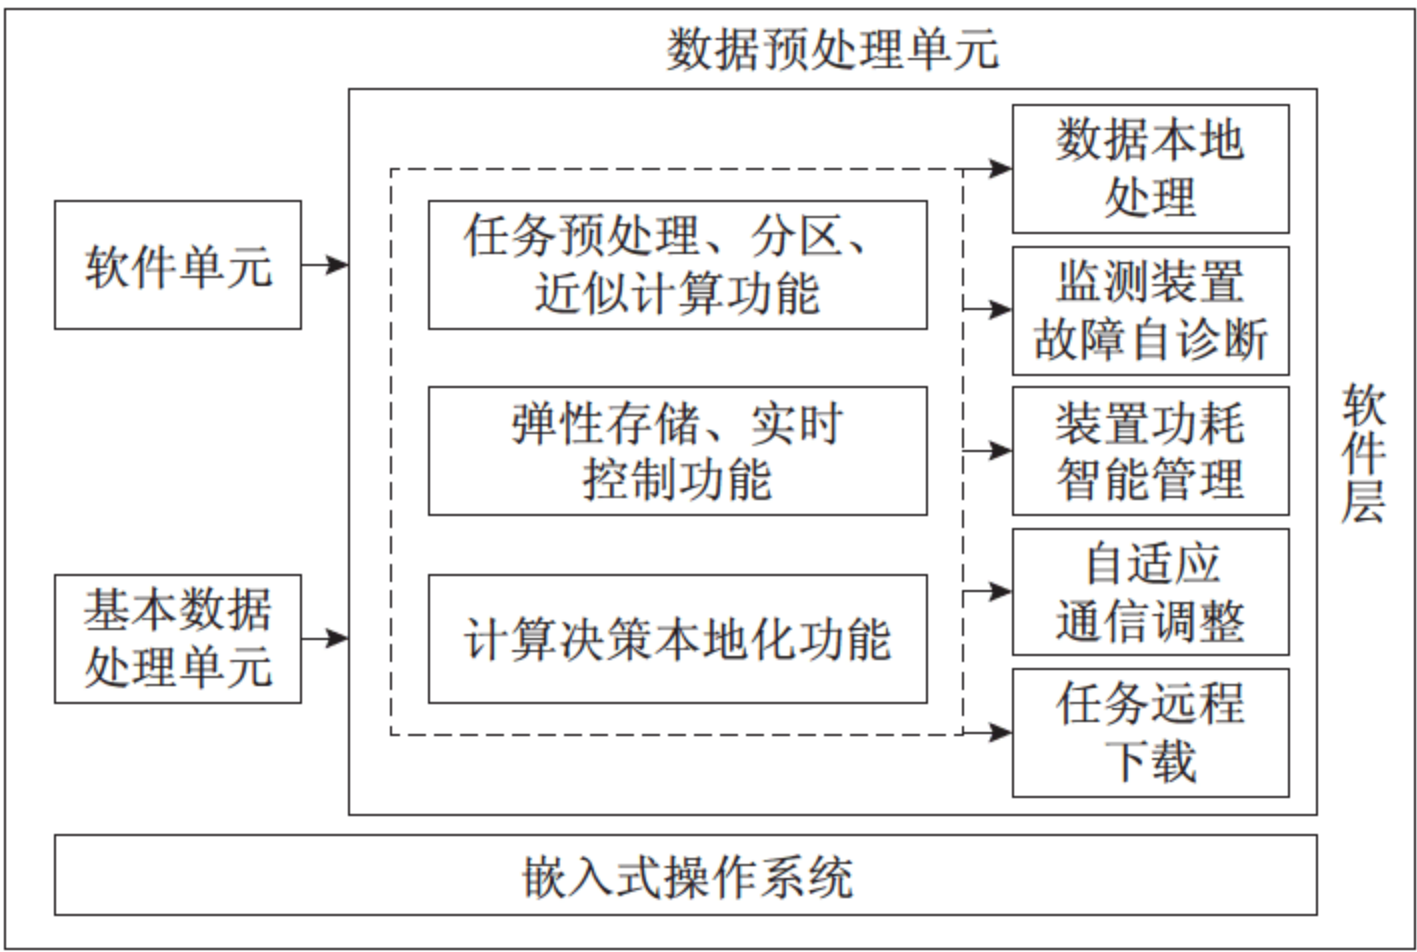 数据预处理单元
软件单元
基本数据
处理单元
任务预处理、分区、
近似计算功能
弹性存储、实时
控制功能
计算决策本地化功能
数据本地
处理
监测装置
故障自诊断
装置功耗
智能管理
自适应
通信调整
任务远程
下载
软件层
嵌入式操作系统